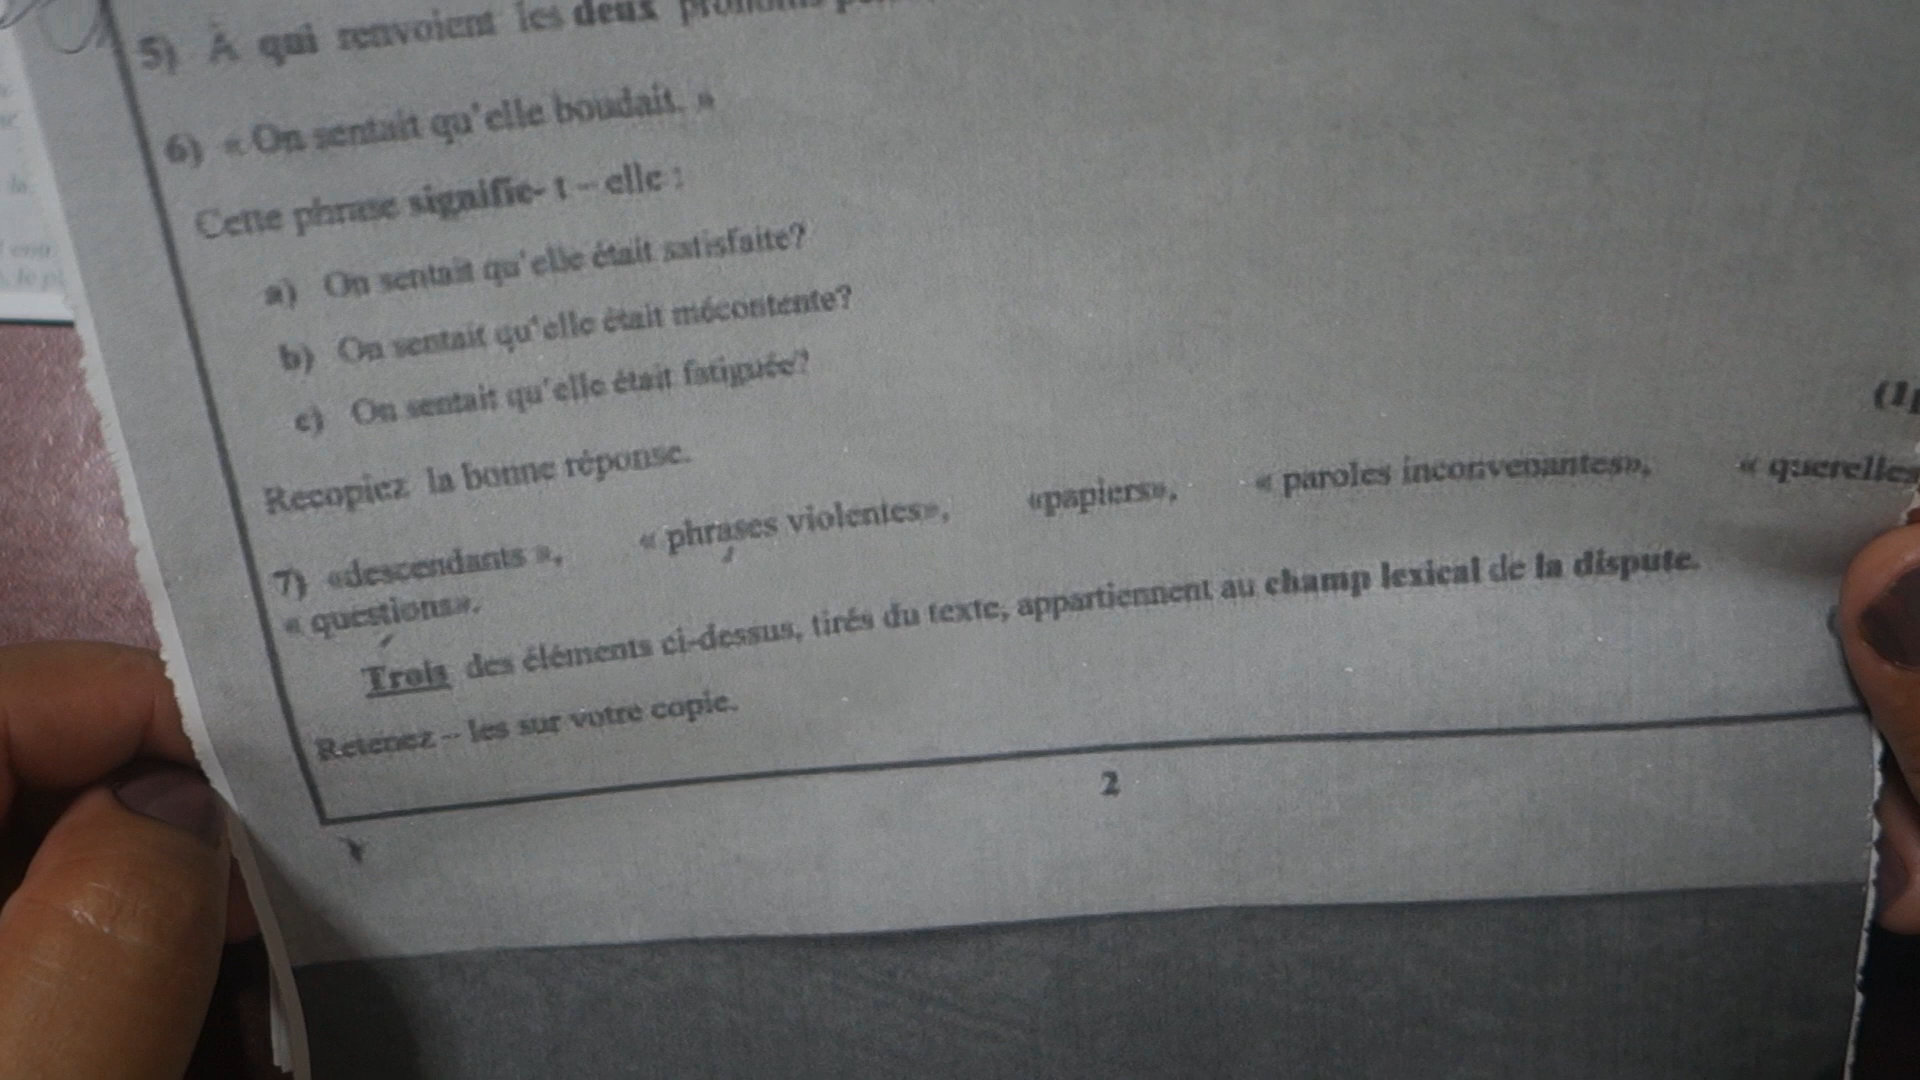 5) À qui renvoient les deux pronoms
6) « On sentait qu'elle boudait. »
Cette phrase signifie- t – elle :
a) On sentait qu'elle était satisfaite?
b) On sentait qu'elle était mécontente?
c) On sentait qu'elle était fatiguée?
(1p
Recopiez la bonne réponse.
7) «descendants », « phrases violentes», «papiers», « paroles inconvenantes», « querelles
« questions».
Trois des éléments ci-dessus, tirés du texte, appartiennent au champ lexical de la dispute.
Retenez – les sur votre copie.
2